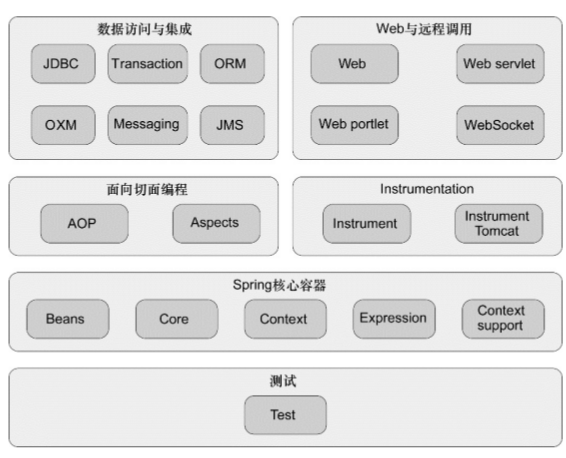 数据访问与集成
JDBC
Transaction
ORM
OXM
Messaging
JMS
Web与远程调用
Web
Web servlet
Web portlet
WebSocket
面向切面编程
AOP
Aspects
Instrumentation
Instrument
Instrument
Tomcat
Spring核心容器
Beans
Core
Context
Expression
Context
support
测试
Test